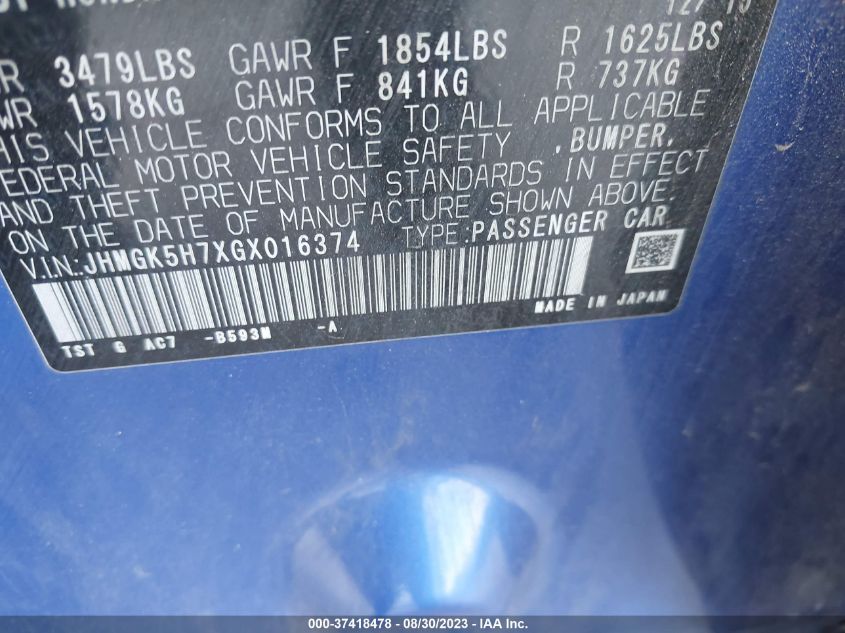 12/15
R 3479LBS GAWR F 1854LBS R 1625LBS
WR 1578KG GAWR F 841KG R 737KG
HIS VEHICLE CONFORMS TO ALL APPLICABLE
EDERAL MOTOR VEHICLE SAFETY , BUMPER,
AND THEFT PREVENTION STANDARDS IN EFFECT
ON THE DATE OF MANUFACTURE SHOWN ABOVE.
V.I.N.: JHMGK5H7XGX016374 TYPE:PASSENGER CAR
MADE IN JAPAN
TST G AC7 -B593M -A
000-37418478 - 08/30/2023 - IAA Inc.